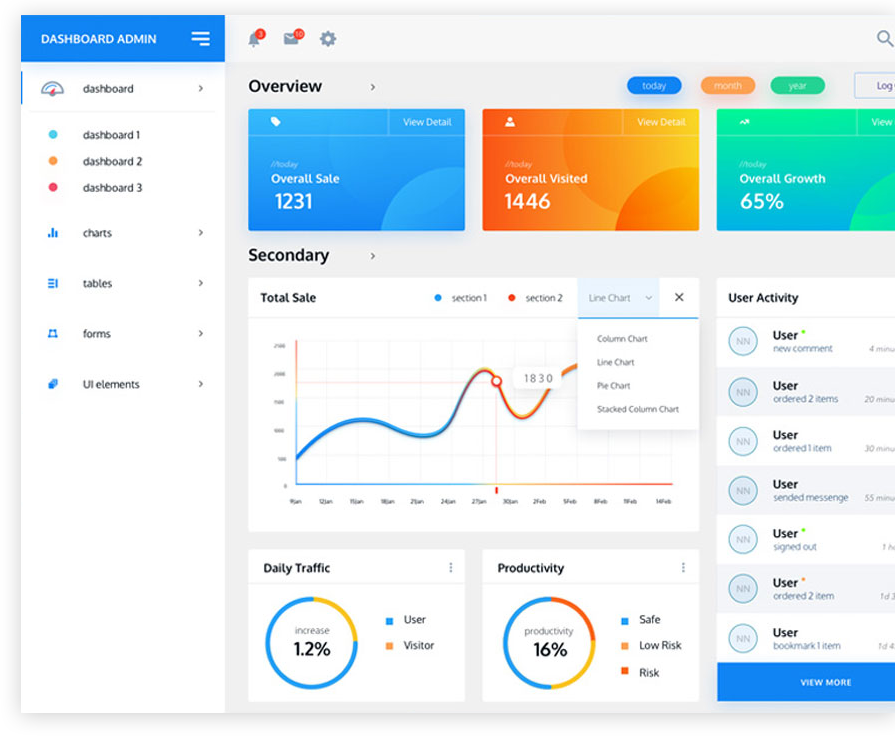 DASHBOARD ADMIN
3
10
dashboard
dashboard 1
dashboard 2
dashboard 3
charts
tables
forms
UI elements
Overview
today
month
year
Log
View Detail
//today
Overall Sale
1231
View Detail
//today
Overall Visited
1446
View
//today
Overall Growth
65%
Secondary
Total Sale
section 1
section 2
Line Chart
Column Chart
Line Chart
Pie Chart
Stacked Column Chart
2500
2000
1500
1000
500
0
1830
9Jan 12Jan 15Jan 18Jan 21Jan 24Jan 27Jan 30Jan 2Feb 5Feb 8Feb 11Feb 14Feb
User Activity
NN
User
new comment
4 minu
NN
User
ordered 2 items
20 minu
NN
User
ordered 1 item
30 minu
NN
User
sended messenge
55 minu
NN
User
signed out
1 h
NN
User
ordered 2 item
1d 3
NN
User
bookmark 1 item
1d 4
VIEW MORE
Daily Traffic
increase
1.2%
User
Visitor
Productivity
productivity
16%
Safe
Low Risk
Risk